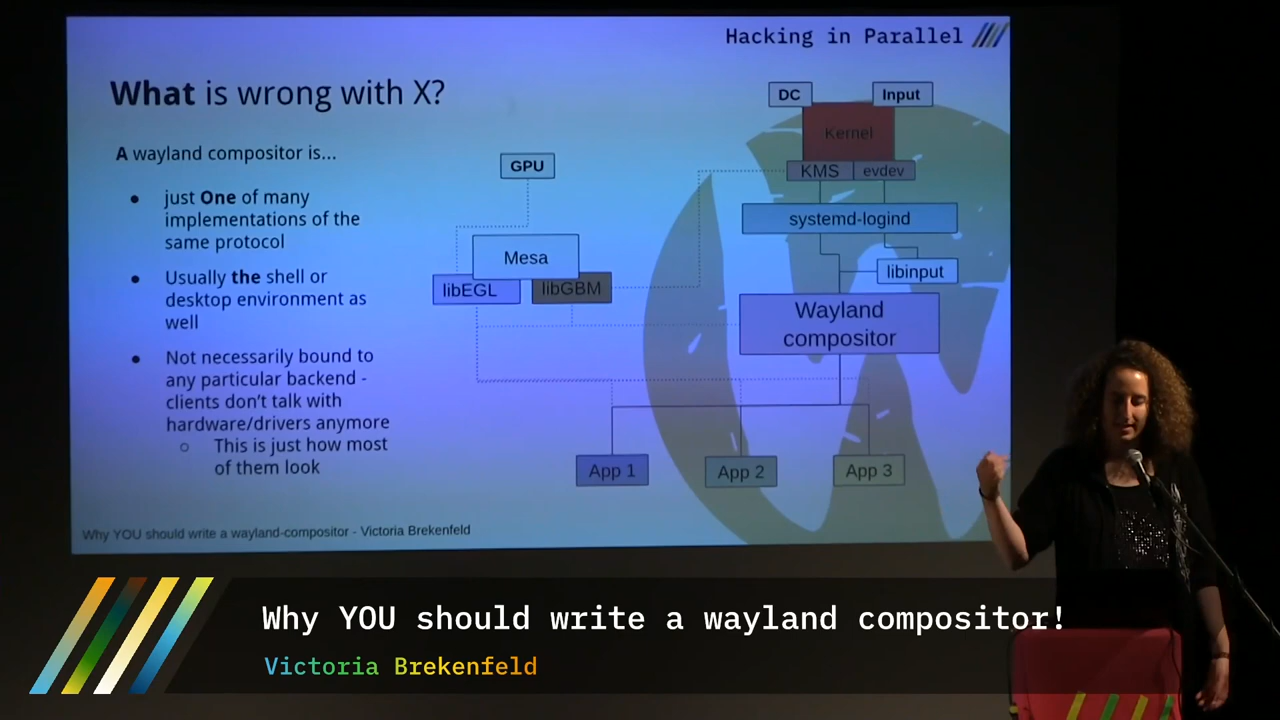 Hacking in Parallel
What is wrong with X?
A wayland compositor is...
● just One of many
implementations of the
same protocol
● Usually the shell or
desktop environment as
well
● Not necessarily bound to
any particular backend -
clients don't talk with
hardware/drivers anymore
○ This is just how most
of them look
GPU
Mesa
libEGL
libGBM
DC
Input
Kernel
KMS
evdev
systemd-logind
libinput
Wayland
compositor
App 1
App 2
App 3
Why YOU should write a wayland-compositor - Victoria Brekenfeld
Why YOU should write a wayland compositor!
Victoria Brekenfeld